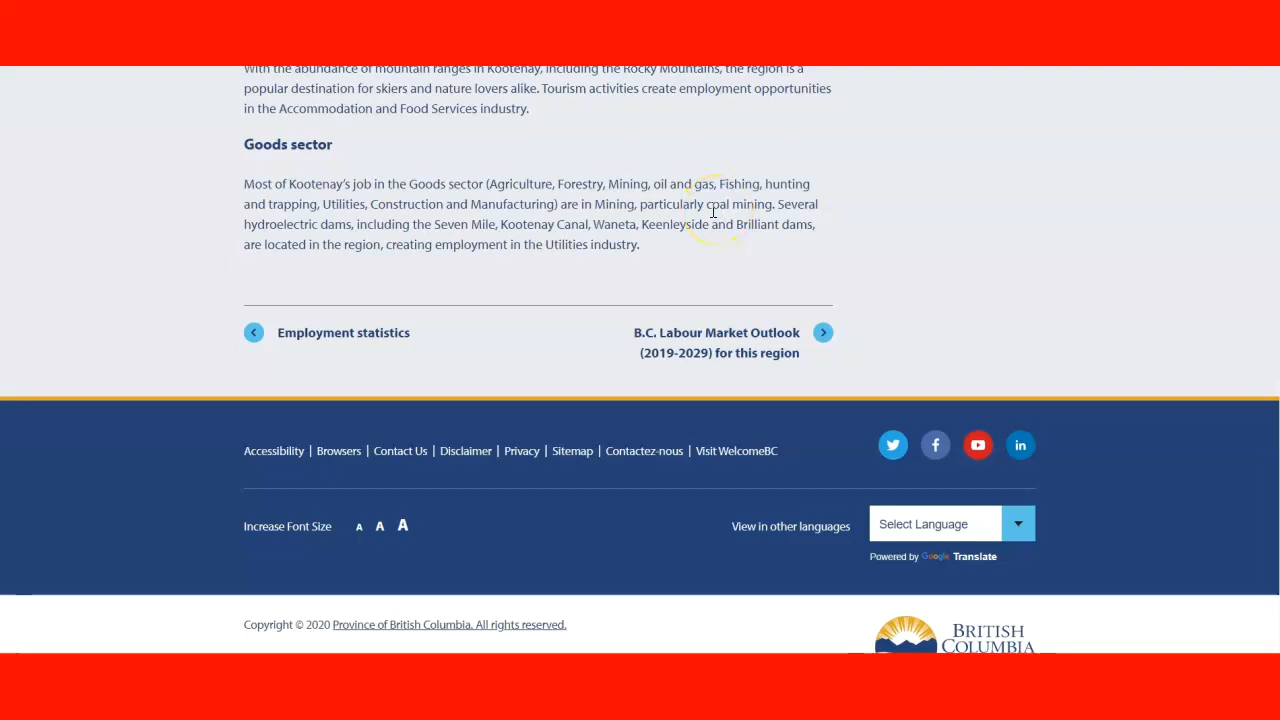 With the abundance of mountain ranges in Kootenay, including the Rocky Mountains, the region is a
popular destination for skiers and nature lovers alike. Tourism activities create employment opportunities
in the Accommodation and Food Services industry.
Goods sector
Most of Kootenay's job in the Goods sector (Agriculture, Forestry, Mining, oil and gas, Fishing, hunting
and trapping, Utilities, Construction and Manufacturing) are in Mining, particularly coal mining. Several
hydroelectric dams, including the Seven Mile, Kootenay Canal, Waneta, Keenleyside and Brilliant dams,
are located in the region, creating employment in the Utilities industry.
Employment statistics
B.C. Labour Market Outlook
(2019-2029) for this region
Accessibility | Browsers | Contact Us | Disclaimer | Privacy | Sitemap | Contactez-nous | Visit WelcomeBC
Increase Font Size A A A
View in other languages
Select Language
Powered by Google Translate
Copyright © 2020 Province of British Columbia. All rights reserved.
BRITISH
COLUMBIA